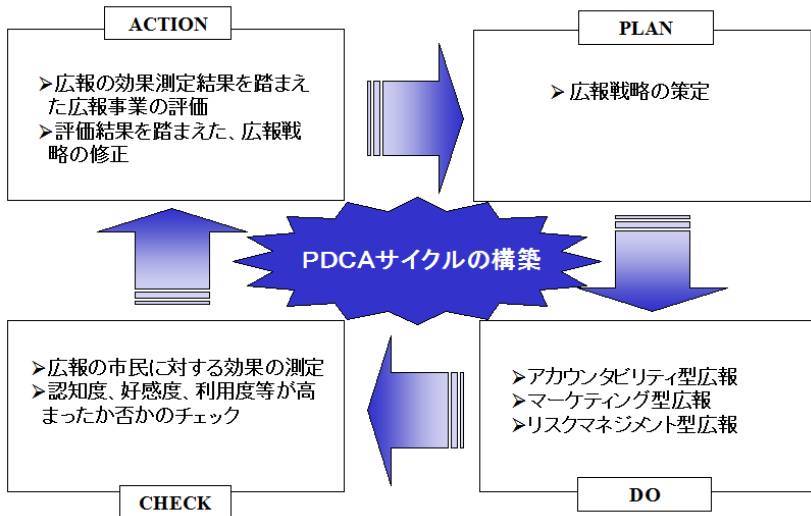 ACTION
➢広報の効果測定結果を踏まえ
た広報事業の評価
➢評価結果を踏まえた、広報戦
略の修正
PLAN
➢広報戦略の策定
PDCAサイクルの構築
➢広報の市民に対する効果の測定
➢認知度、好感度、利用度等が高
まったか否かのチェック
CHECK
➢アカウンタビリティ型広報
➢マーケティング型広報
➢リスクマネジメント型広報
DO